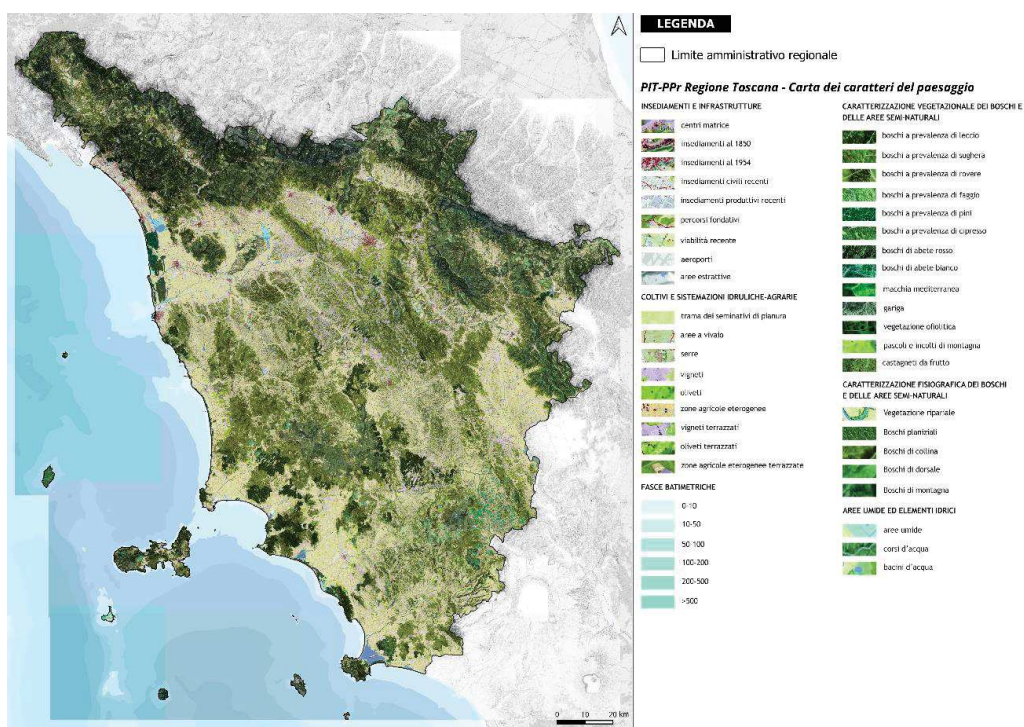 LEGENDA
Limite amministrativo regionale
PIT-PPr Regione Toscana - Carta dei caratteri del paesaggio
INSEDIAMENTI E INFRASTRUTTURE
centri matrice
insediamenti al 1850
insediamenti al 1954
insediamenti civili recenti
insediamenti produttivi recenti
percorsi fondativi
viabilità recente
aeroporti
aree estrattive
COLTIVI E SISTEMAZIONI IDRULICHE-AGRARIE
trama dei seminativi di pianura
aree a vivaio
serre
vigneti
oliveti
zone agricole eterogenee
vigneti terrazzati
oliveti terrazzati
zone agricole eterogenee terrazzate
FASCE BATIMETRICHE
0-10
10-50
50-100
100-200
200-500
>500
CARATTERIZZAZIONE VEGETAZIONALE DEI BOSCHI E
DELLE AREE SEMI-NATURALI
boschi a prevalenza di leccio
boschi a prevalenza di sughera
boschi a prevalenza di rovere
boschi a prevalenza di faggio
boschi a prevalenza di pini
boschi a prevalenza di cipresso
boschi di abete rosso
boschi di abete bianco
macchia mediterranea
gariga
vegetazione ofiolitica
pascoli e incolti di montagna
castagneti da frutto
CARATTERIZZAZIONE FISIOGRAFICA DEI BOSCHI
E DELLE AREE SEMI-NATURALI
Vegetazione ripariale
Boschi planiziali
Boschi di collina
Boschi di dorsale
Boschi di montagna
AREE UMIDE ED ELEMENTI IDRICI
aree umide
corsi d'acqua
bacini d'acqua
0 10 20 km